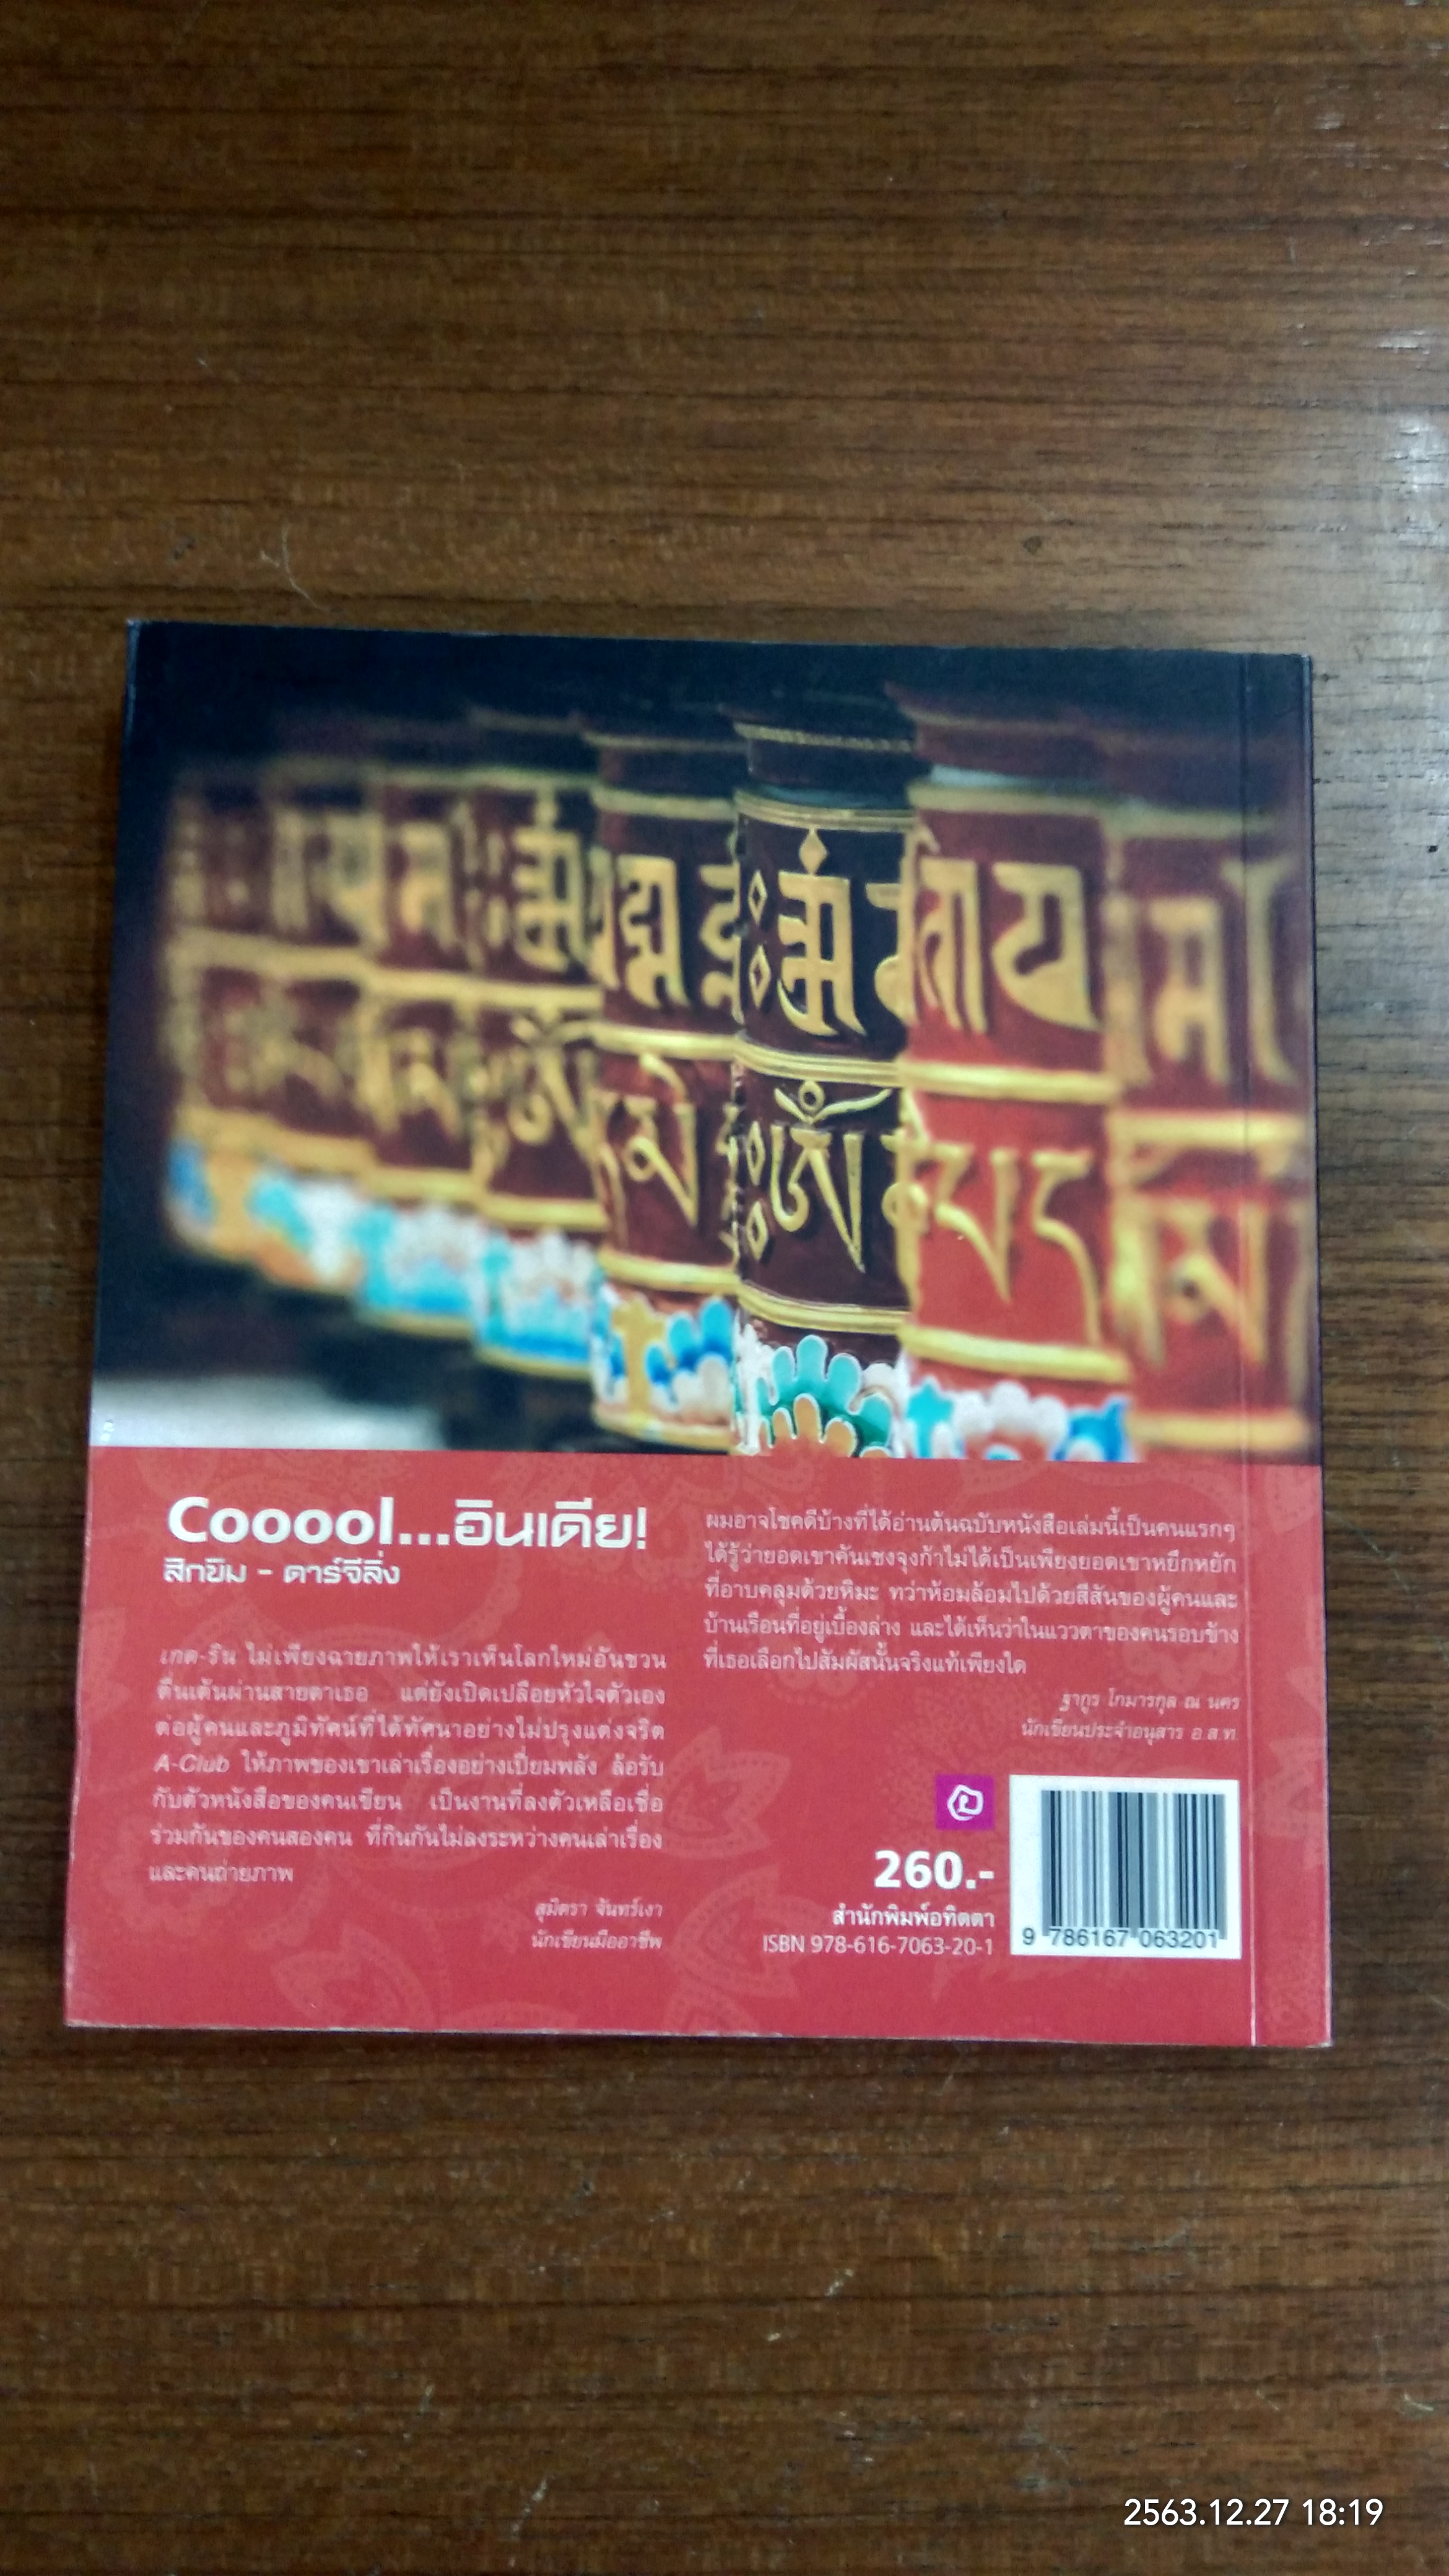 Cooool...อินเดีย!
สิกขิม - ดาร์จีลิ่ง
เกด-ริน ไม่เพียงฉายภาพให้เราเห็นโลกใหม่อันชวน
ตื่นเต้นผ่านสายตาเธอ แต่ยังเปิดเปลือยหัวใจตัวเอง
ต่อผู้คนและภูมิทัศน์ที่ได้ทัศนาอย่างไม่ปรุงแต่งจริต
A-Club ให้ภาพของเขาเล่าเรื่องอย่างเปี่ยมพลัง ล้อรับ
กับตัวหนังสือของคนเขียน เป็นงานที่ลงตัวเหลือเชื่อ
ร่วมกันของคนสองคน ที่กินกันไม่ลงระหว่างคนเล่าเรื่อง
และคนถ่ายภาพ
สุมิตรา จันทร์เงา
นักเขียนมืออาชีพ
ผมอาจโชคดีบ้างที่ได้อ่านต้นฉบับหนังสือเล่มนี้เป็นคนแรกๆ
ได้รู้ว่ายอดเขาคันเชงจุงก้าไม่ได้เป็นเพียงยอดเขาหยึกหยัก
ที่อาบคลุมด้วยหิมะ ทว่าห้อมล้อมไปด้วยสีสันของผู้คนและ
บ้านเรือนที่อยู่เบื้องล่าง และได้เห็นว่าในแววตาของคนรอบข้าง
ที่เธอเลือกไปสัมผัสนั้นจริงแท้เพียงใด
ฐากูร โกมารกุล ณ นคร
นักเขียนประจำอนุสาร อ.ส.ท.
260.-
สำนักพิมพ์อทิตตา
ISBN 978-616-7063-20-1
9 786167 063201
2563.12.27 18:19